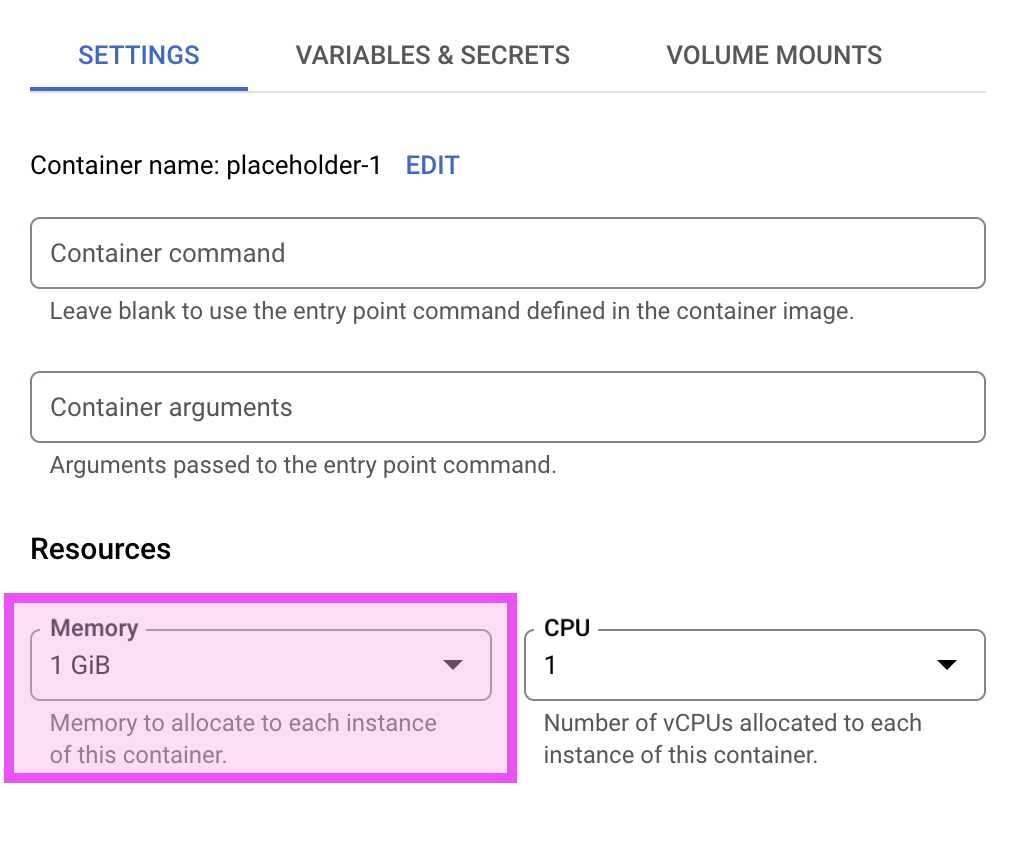 SETTINGS VARIABLES & SECRETS VOLUME MOUNTS
Container name: placeholder-1 EDIT
Container command
Leave blank to use the entry point command defined in the container image.
Container arguments
Arguments passed to the entry point command.
Resources
Memory
1 GiB
Memory to allocate to each instance
of this container.
CPU
1
Number of vCPUs allocated to each
instance of this container.